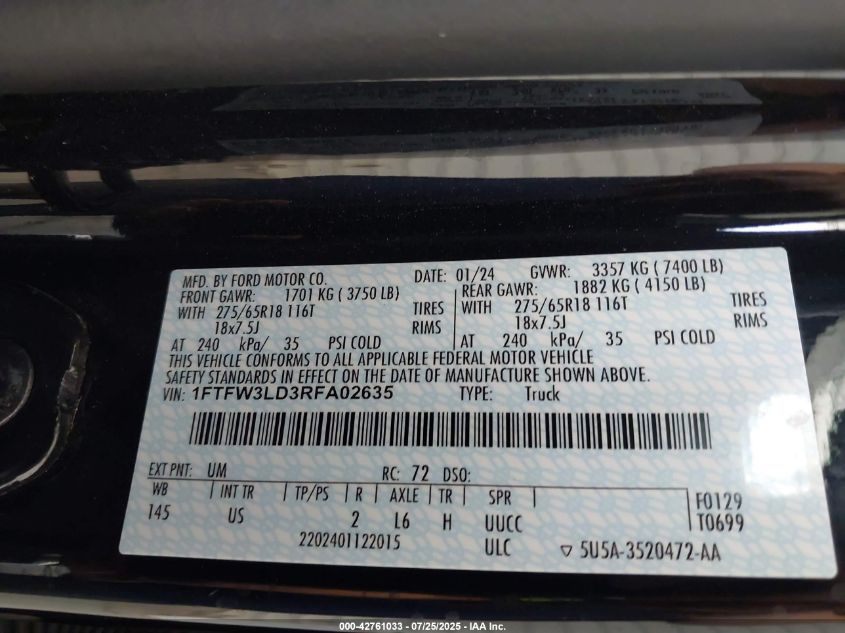 MFD. BY FORD MOTOR CO. DATE: 01/24 GVWR: 3357 KG ( 7400 LB)
FRONT GAWR: 1701 KG ( 3750 LB) REAR GAWR: 1882 KG ( 4150 LB)
WITH 275/65R18 116T TIRES WITH 275/65R18 116T TIRES
18x7.5J RIMS 18x7.5J RIMS
AT 240 kPa/ 35 PSI COLD AT 240 kPa/ 35 PSI COLD
THIS VEHICLE CONFORMS TO ALL APPLICABLE FEDERAL MOTOR VEHICLE
SAFETY STANDARDS IN EFFECT ON THE DATE OF MANUFACTURE SHOWN ABOVE.
VIN: 1FTFW3LD3RFA02635 TYPE: Truck
EXT PNT: UM RC: 72 DSO:
WB INT TR TP/PS R AXLE TR SPR F0129
145 US 2 L6 H UUCC T0699
2202401122015 ULC ▽ 5U5A-3520472-AA
000-42761033 / 07/25/2025 - IAA Inc.